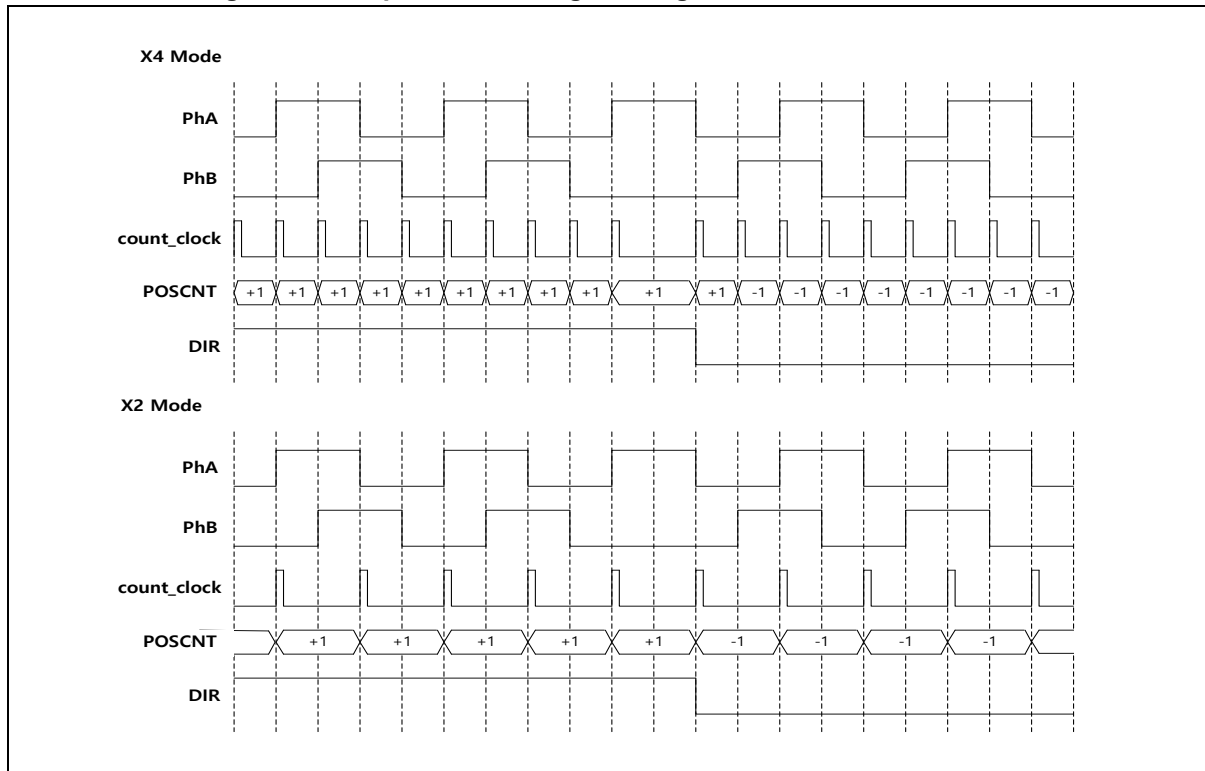 X4 Mode
PhA
PhB
count_clock
POSCNT +1 +1 +1 +1 +1 +1 +1 +1 +1 +1 +1 -1 -1 -1 -1 -1 -1 -1 -1
DIR
X2 Mode
PhA
PhB
count_clock
POSCNT +1 +1 +1 +1 +1 -1 -1 -1 -1
DIR